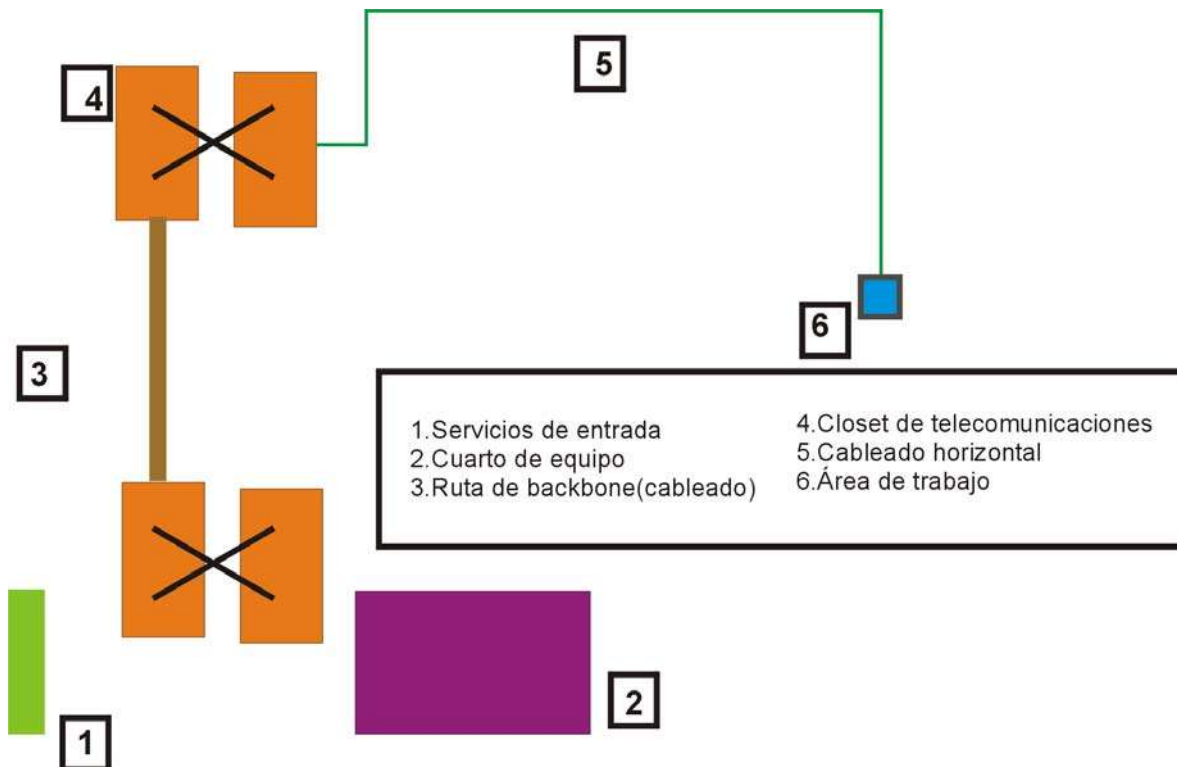 5
4
6
3
1.Servicios de entrada
2.Cuarto de equipo
3.Ruta de backbone(cableado)
4.Closet de telecomunicaciones
5.Cableado horizontal
6.Área de trabajo
2
1